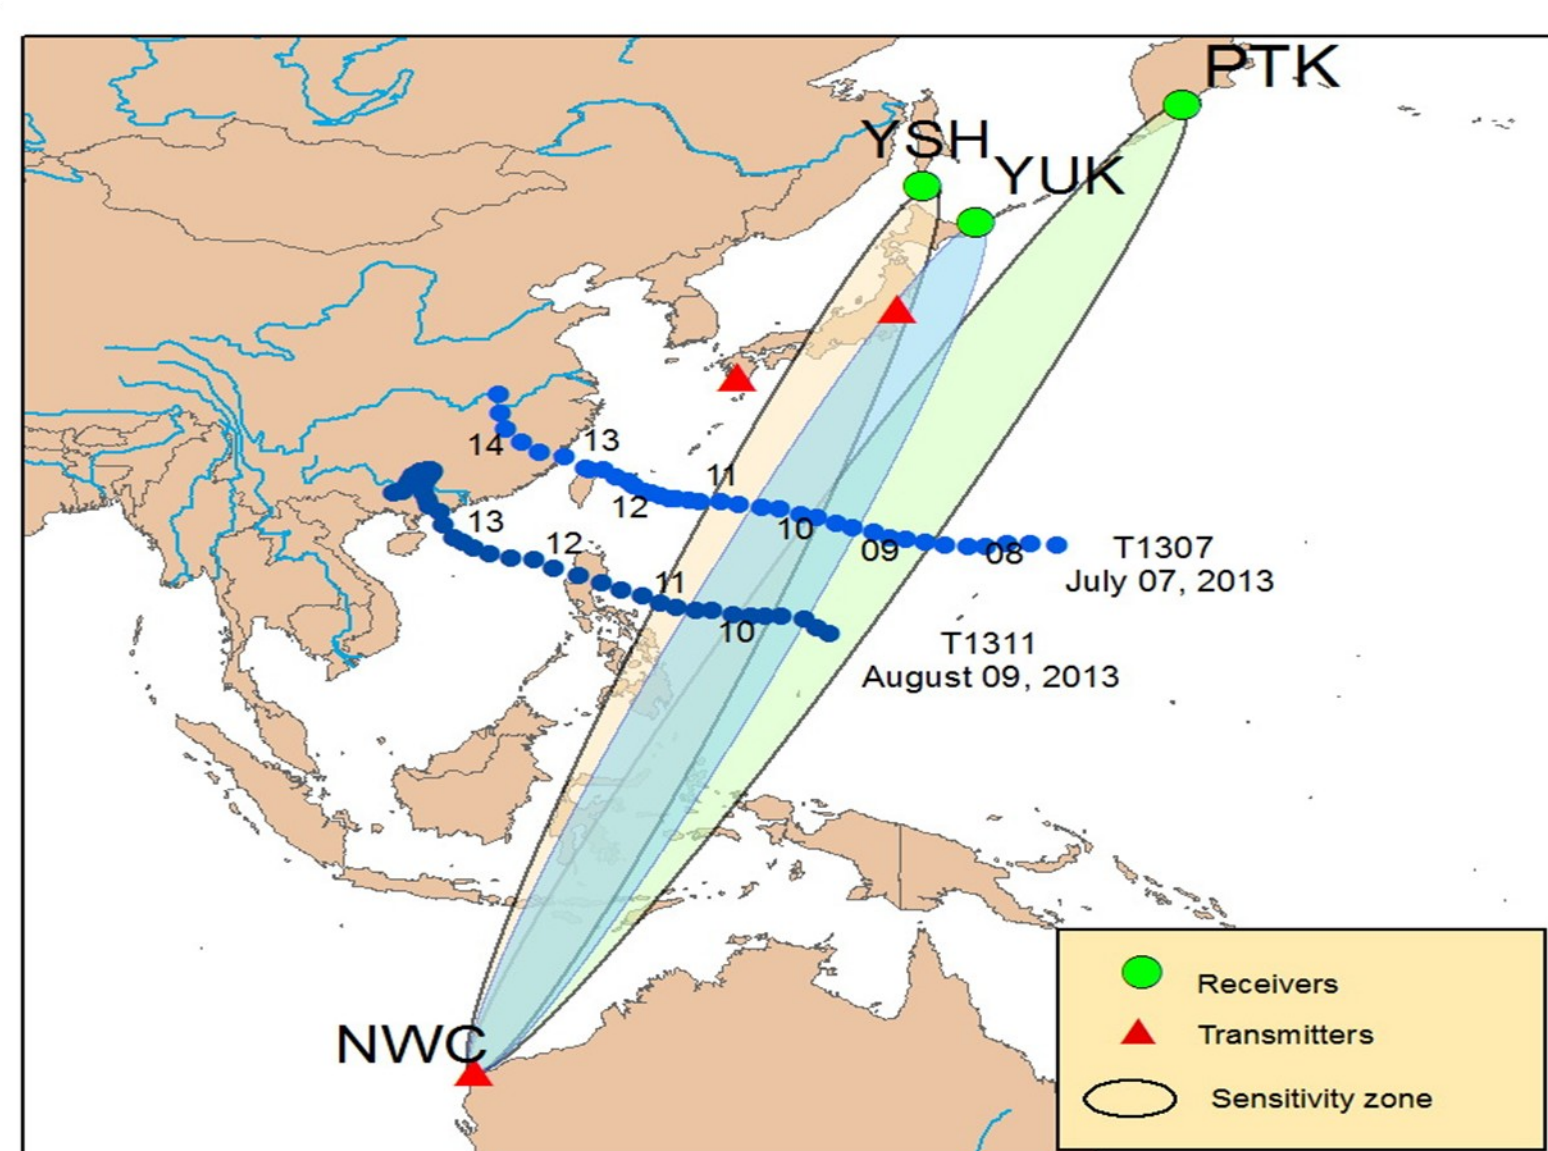 PTK
YSH
YUK
13
14
11
12
10
09
08
T1307
July 07, 2013
13
12
11
10
T1311
August 09, 2013
NWC
Receivers
Transmitters
Sensitivity zone